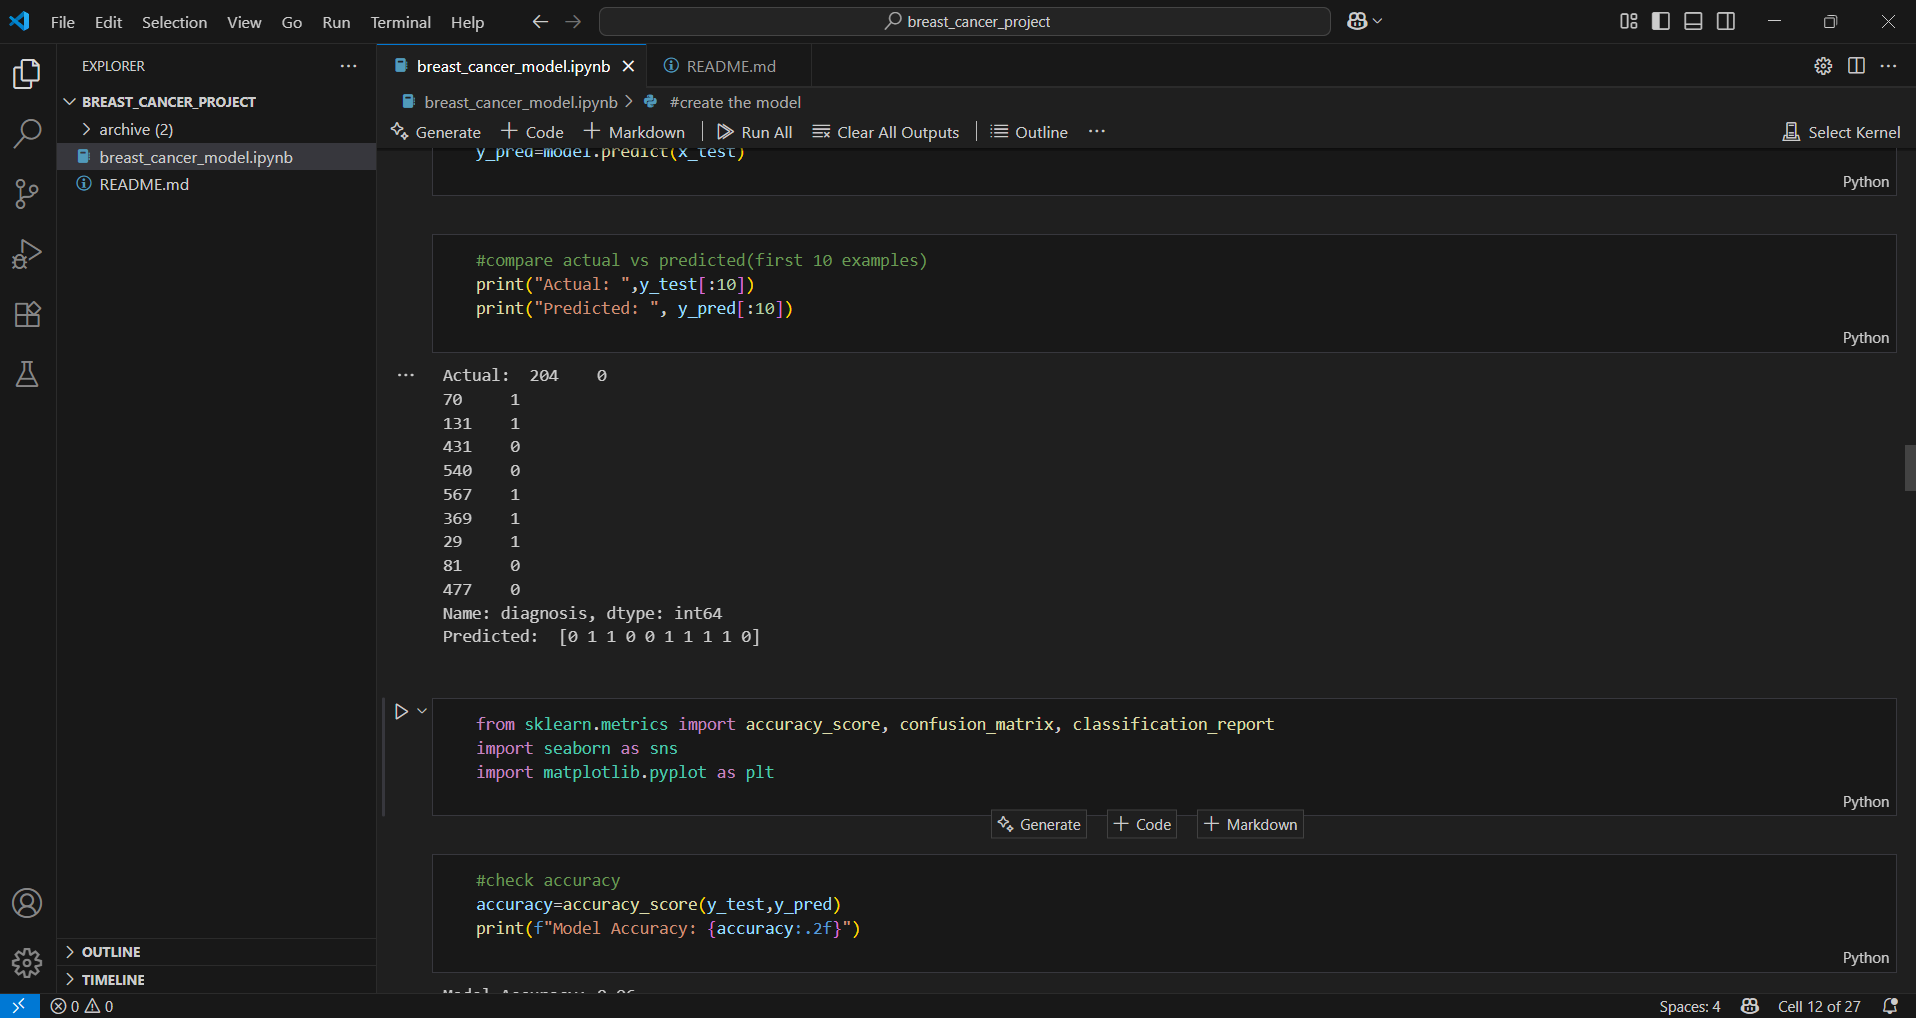 File Edit Selection View Go Run Terminal Help
breast_cancer_project
EXPLORER
BREAST_CANCER_PROJECT
archive (2)
breast_cancer_model.ipynb
README.md
OUTLINE
TIMELINE
breast_cancer_model.ipynb
README.md
breast_cancer_model.ipynb > #create the model
Generate Code Markdown Run All Clear All Outputs Outline Select Kernel
y_pred=model.predict(x_test)
Python
#compare actual vs predicted(first 10 examples)
print("Actual: ",y_test[:10])
print("Predicted: ", y_pred[:10])
Python
Actual:  204    0
70     1
131    1
431    0
540    0
567    1
369    1
29     1
81     0
477    0
Name: diagnosis, dtype: int64
Predicted:  [0 1 1 0 0 1 1 1 1 0]
from sklearn.metrics import accuracy_score, confusion_matrix, classification_report
import seaborn as sns
import matplotlib.pyplot as plt
Python
Generate Code Markdown
#check accuracy
accuracy=accuracy_score(y_test,y_pred)
print(f"Model Accuracy: {accuracy:.2f}")
Python
Model Accuracy: 0.96
0 0
Spaces: 4 Cell 12 of 27